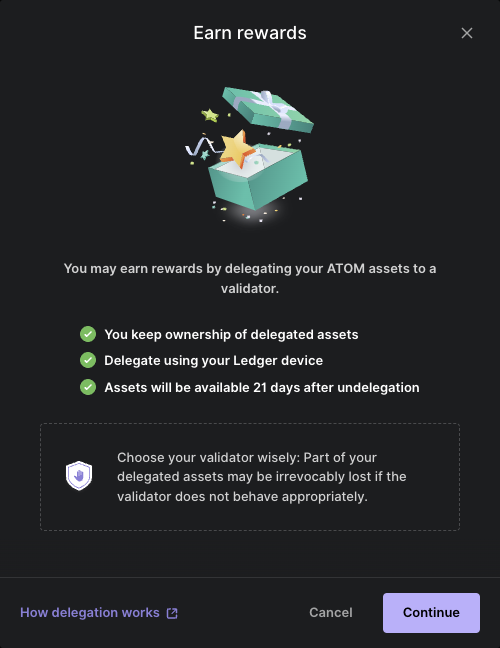 Earn rewards
You may earn rewards by delegating your ATOM assets to a
validator.
You keep ownership of delegated assets
Delegate using your Ledger device
Assets will be available 21 days after undelegation
Choose your validator wisely: Part of your
delegated assets may be irrevocably lost if the
validator does not behave appropriately.
How delegation works
Cancel
Continue